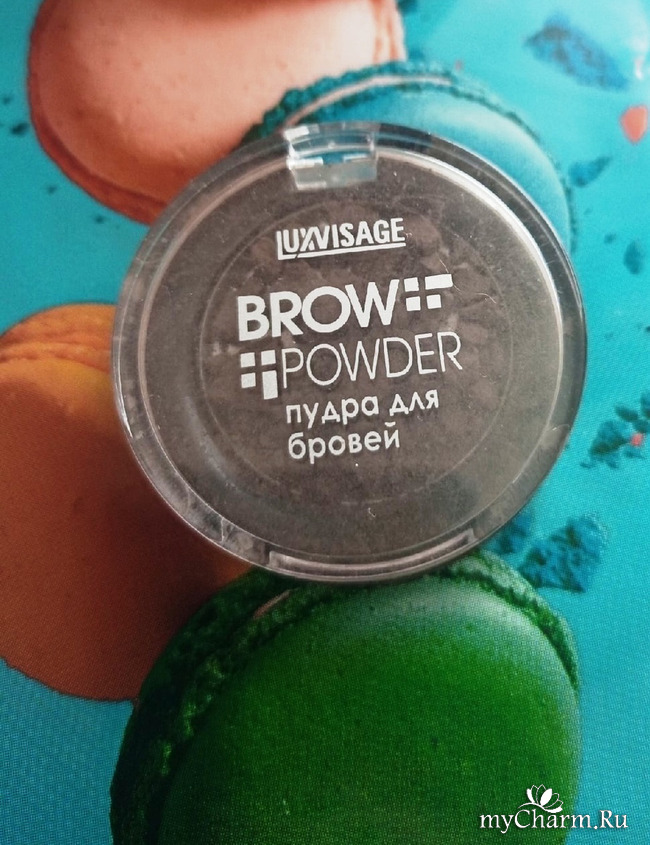 LUXVISAGE
BROW
POWDER
пудра для
бровей
myCharm.Ru